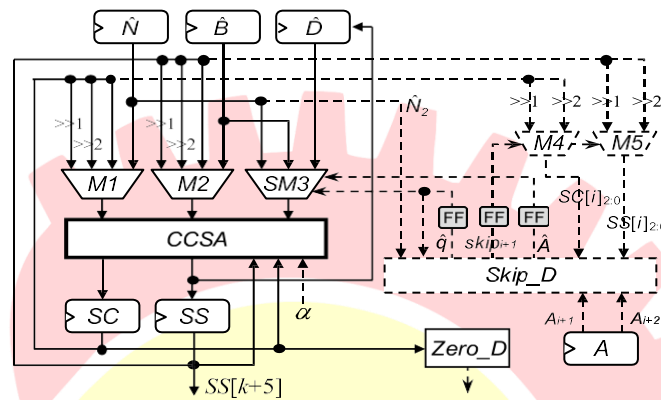 N̂ B̂ D̂
>>1 >>2 >>1 >>2
N̂₂
>>1 >>2 >>1 >>2
M4 M5
M1 M2 SM3
SC[i]2:0
SS[i]2:0
FF FF FF
q̂ skipi+1 Â
CCSA
Skip_D
α
SC SS
Ai+1 Ai+2
Zero_D
A
SS[k+5]